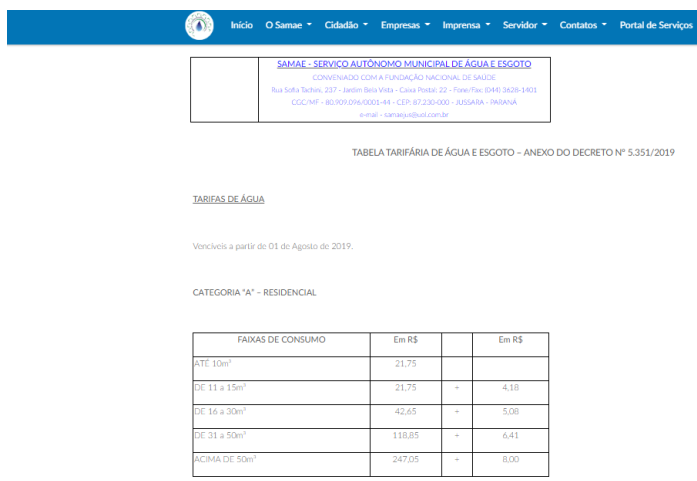 Início O Samae Cidadão Empresas Imprensa Servidor Contatos Portal de Serviços
SAMAE - SERVIÇO AUTÔNOMO MUNICIPAL DE ÁGUA E ESGOTO
CONVENIADO COM A FUNDAÇÃO NACIONAL DE SAÚDE
Rua Sofia Tachini, 237 - Jardim Bela Vista - Caixa Postal, 22 - Fone/Fax: (044) 3628-1401
CGC/MF - 80.909.096/0001-44 - CEP: 87.230-000 - JUSSARA - PARANÁ
e-mail - samaejus@uol.com.br
TABELA TARIFÁRIA DE ÁGUA E ESGOTO – ANEXO DO DECRETO Nº 5.351/2019
TARIFAS DE ÁGUA
Vencíveis a partir de 01 de Agosto de 2019.
CATEGORIA "A" – RESIDENCIAL
FAIXAS DE CONSUMO Em R$ Em R$
ATÉ 10m³ 21,75
DE 11 a 15m³ 21,75 + 4,18
DE 16 a 30m³ 42,65 + 5,08
DE 31 a 50m³ 118,85 + 6,41
ACIMA DE 50m³ 247,05 + 8,00